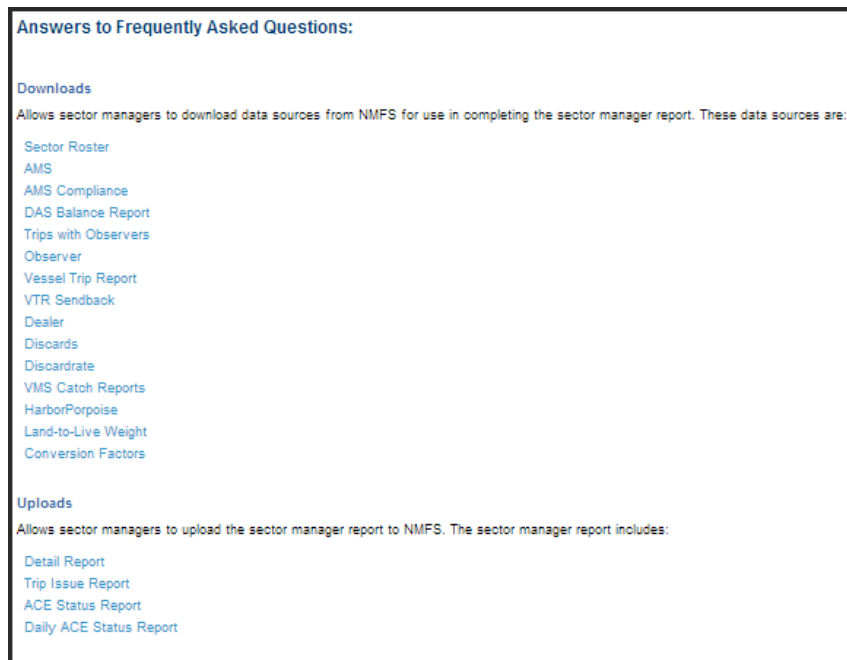 Answers to Frequently Asked Questions:
Downloads
Allows sector managers to download data sources from NMFS for use in completing the sector manager report. These data sources are:
Sector Roster
AMS
AMS Compliance
DAS Balance Report
Trips with Observers
Observer
Vessel Trip Report
VTR Sendback
Dealer
Discards
Discardrate
VMS Catch Reports
HarborPorpoise
Land-to-Live Weight
Conversion Factors
Uploads
Allows sector managers to upload the sector manager report to NMFS. The sector manager report includes:
Detail Report
Trip Issue Report
ACE Status Report
Daily ACE Status Report